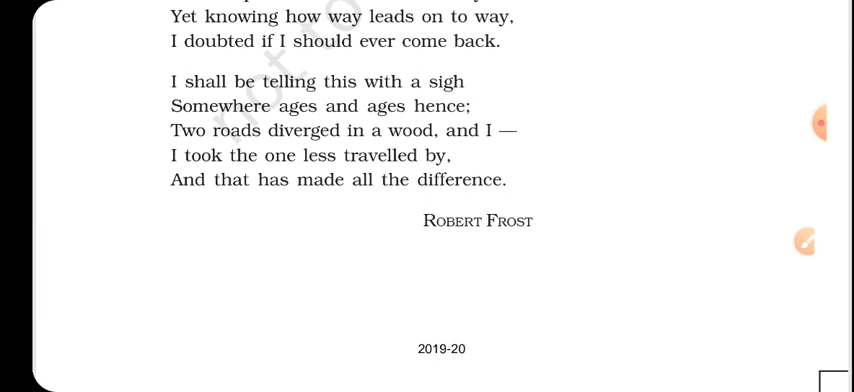 Yet knowing how way leads on to way,
I doubted if I should ever come back.
I shall be telling this with a sigh
Somewhere ages and ages hence;
Two roads diverged in a wood, and I —
I took the one less travelled by,
And that has made all the difference.
ROBERT FROST
not to
2019-20